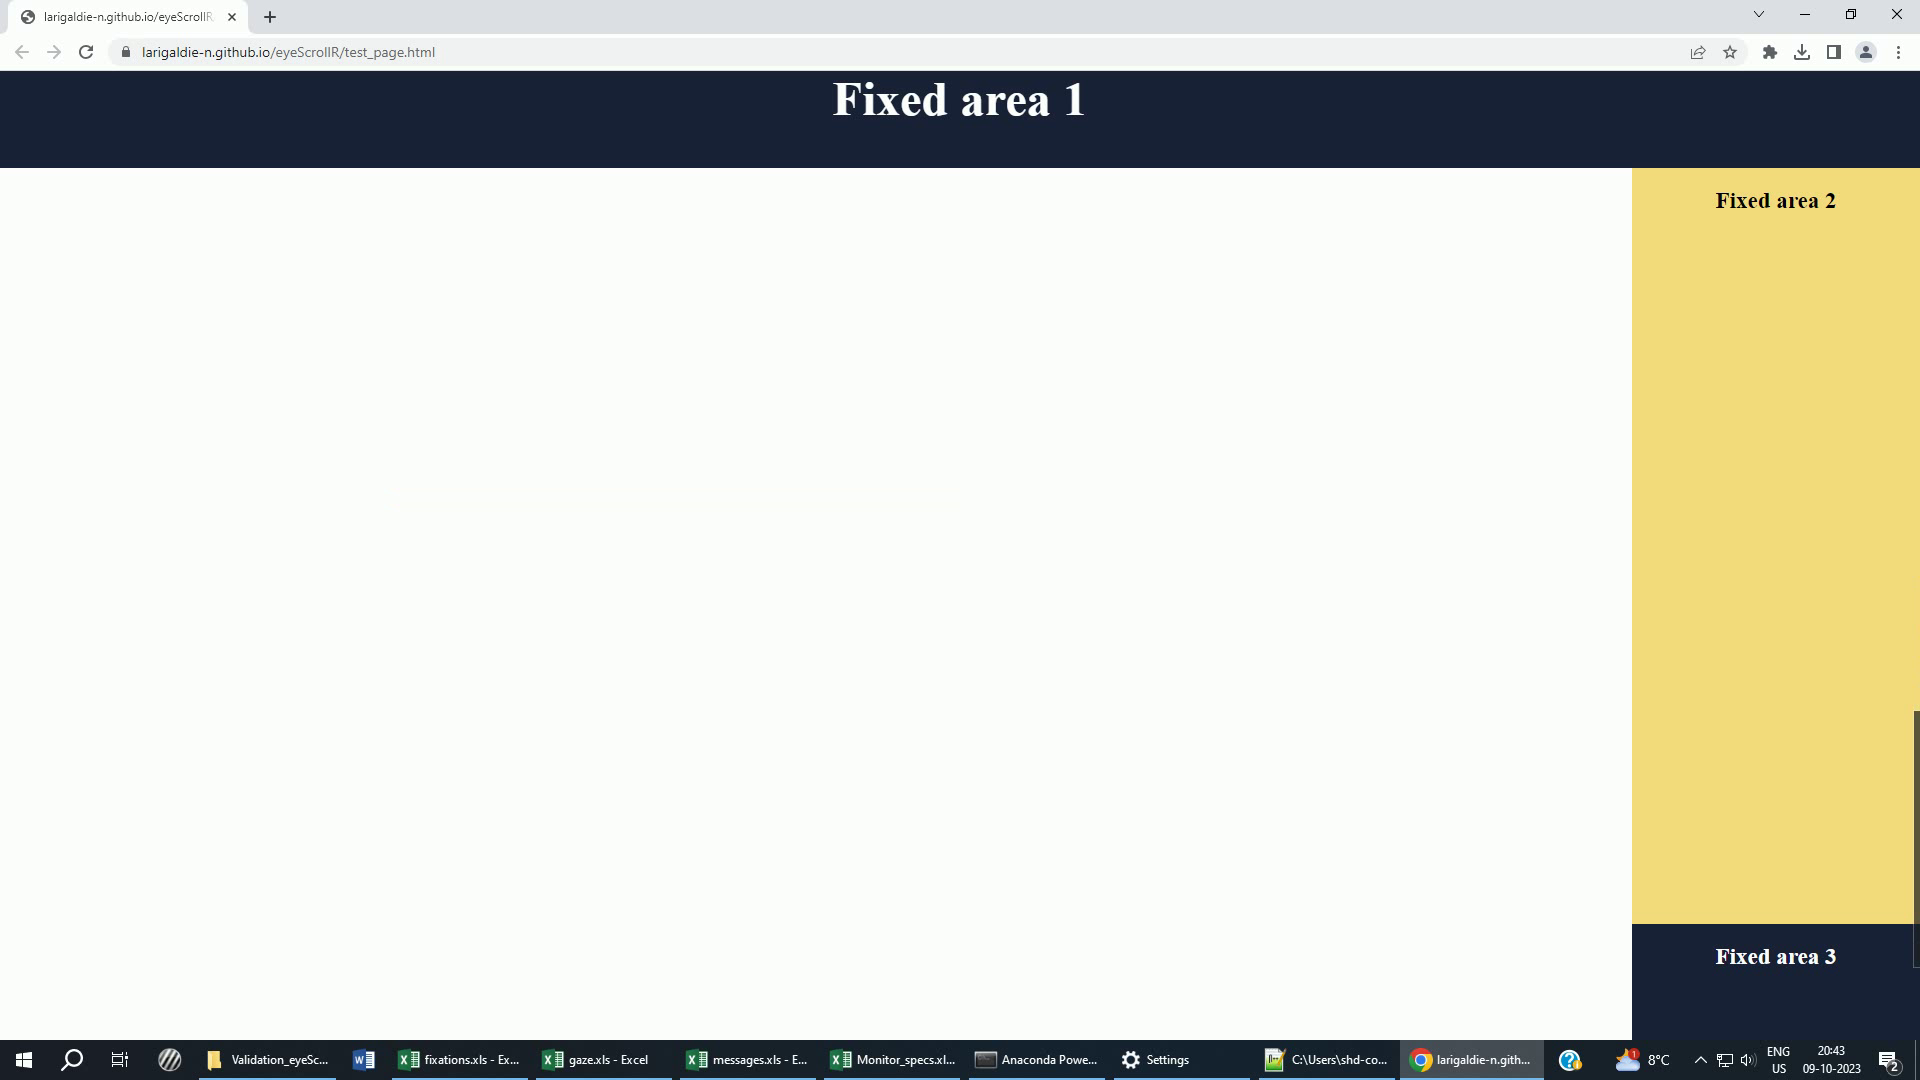 larigaldie-n.github.io/eyeScrollR
larigaldie-n.github.io/eyeScrollR/test_page.html
Fixed area 1
Fixed area 2
Fixed area 3
Validation_eyeSc...
fixations.xls - Ex...
gaze.xls - Excel
messages.xls - E...
Monitor_specs.xl...
Anaconda Powe...
Settings
C:\Users\shd-co...
larigaldie-n.gith...
1
8°C
ENG
US
20:43
09-10-2023
2